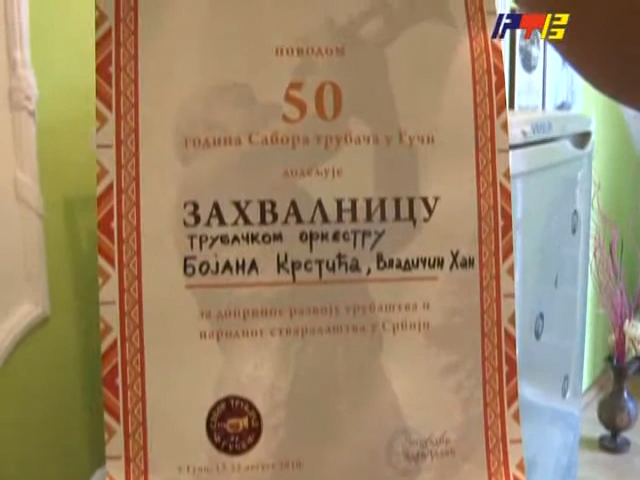 РТВ
поводом
50
година Сабора трубача у Гучи
додељује
ЗАХВАЛНИЦУ
ТРУБАЧКОМ ОРКЕСТРУ
БОЈАНА Крстића, Владичин Хан
за допринос развоју трубаштва и
народног стваралаштва у Србији